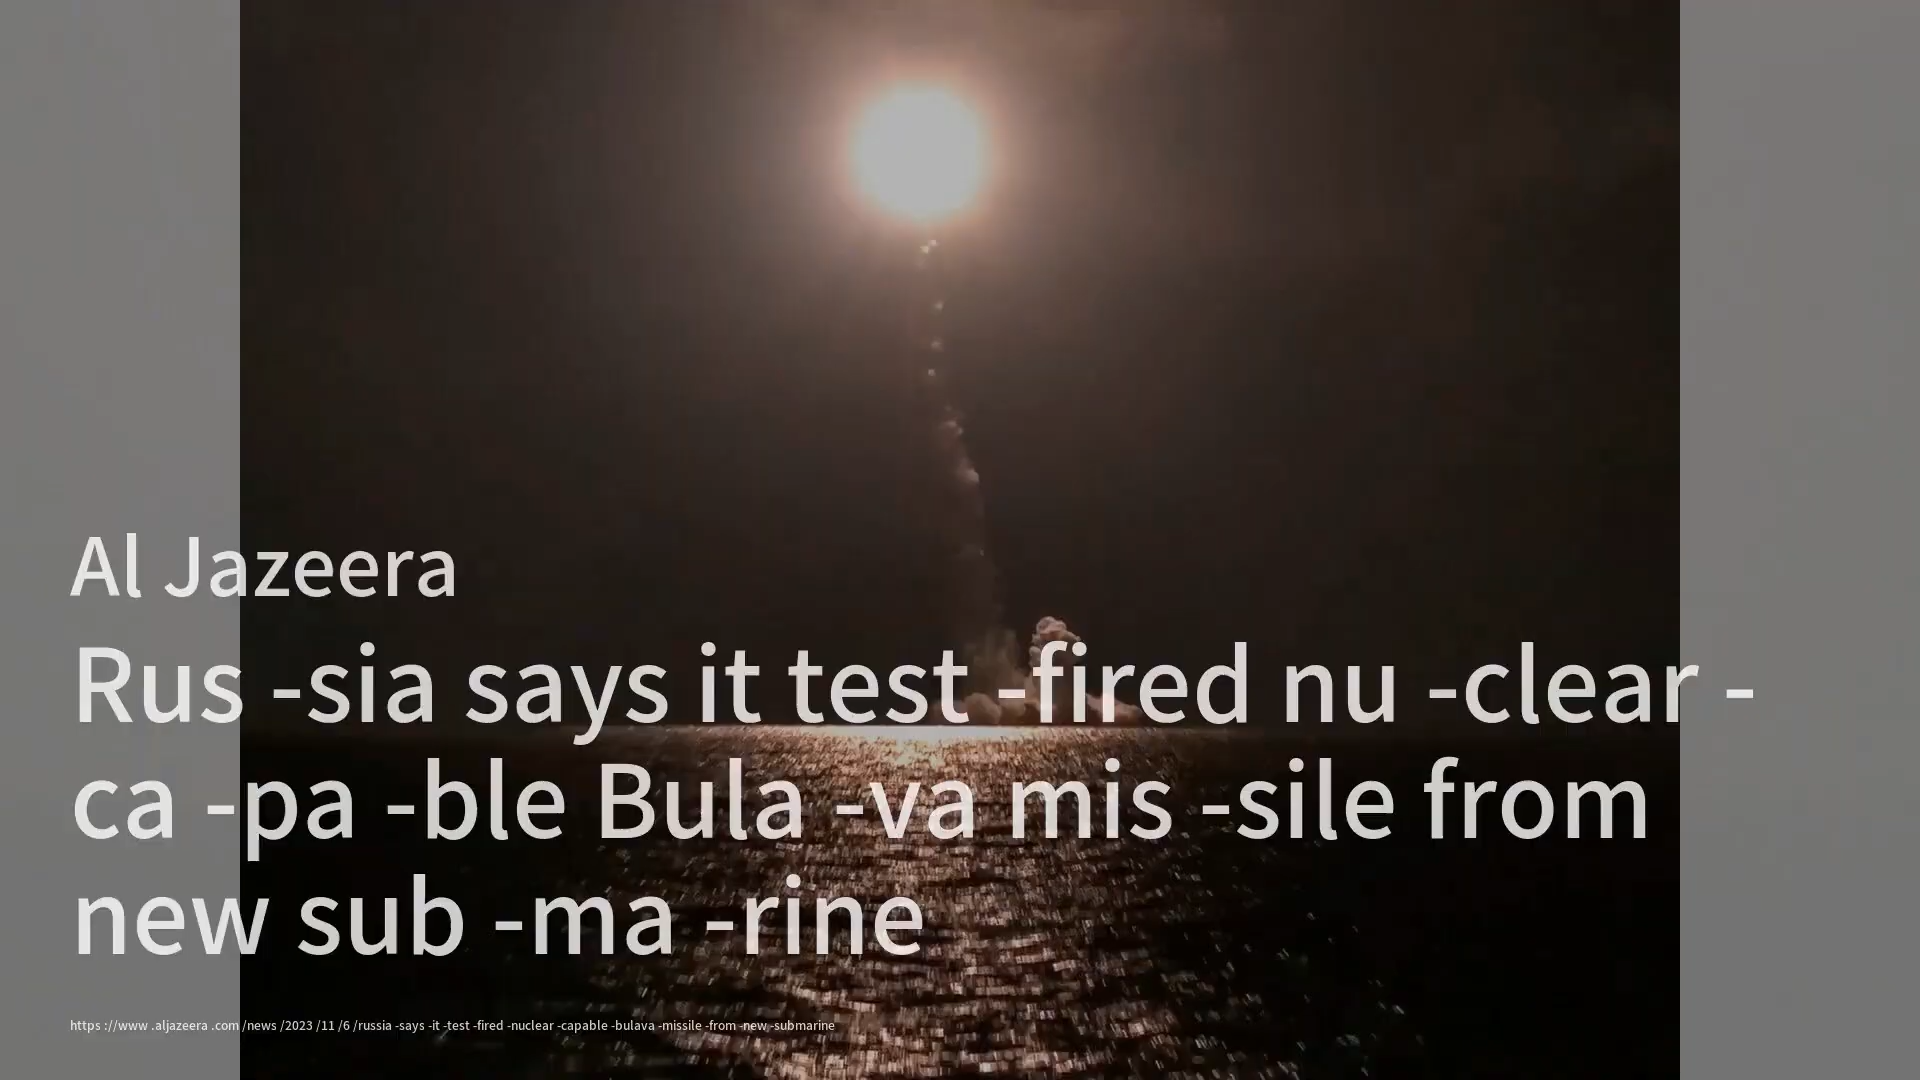 Al Jazeera
Rus -sia says it test -fired nu -clear -
ca -pa -ble Bula -va mis -sile from
new sub -ma -rine
https ://www .aljazeera .com /news /2023 /11 /6 /russia -says -it -test -fired -nuclear -capable -bulava -missile -from -new -submarine